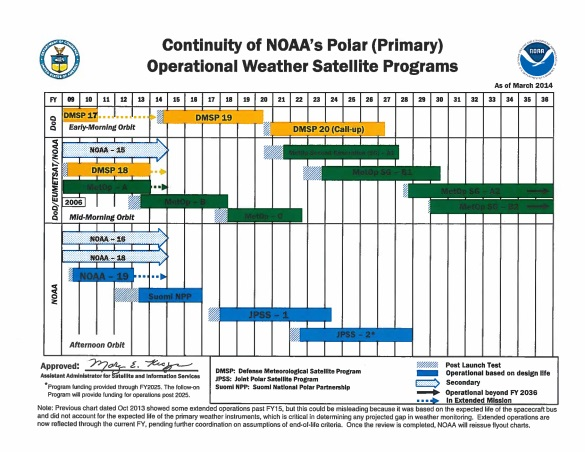 Continuity of NOAA's Polar (Primary)
Operational Weather Satellite Programs
NOAA
As of March 2014
FY 09 10 11 12 13 14 15 16 17 18 19 20 21 22 23 24 25 26 27 28 29 30 31 32 33 34 35 36
DoD
DMSP 17
DMSP 19
DMSP 20 (Call-up)
Early-Morning Orbit
DoD/EUMETSAT/NOAA
NOAA – 15
DMSP 18
MetOp SG – B1
MetOp – A
MetOp SG – A2
2006
MetOp – B
MetOp SG – B2
MetOp – C
Mid-Morning Orbit
NOAA
NOAA – 16
NOAA – 18
NOAA – 19
Suomi NPP
JPSS – 1
JPSS – 2*
Afternoon Orbit
Approved:
Assistant Administrator for Satellite and Information Services
*Program funding provided through FY2025. The follow-on
Program will provide funding for operations post 2025.
DMSP: Defense Meteorological Satellite Program
JPSS: Joint Polar Satellite Program
Suomi NPP: Suomi National Polar Partnership
Post Launch Test
Operational based on design life
Secondary
Operational beyond FY 2036
In Extended Mission
Note: Previous chart dated Oct 2013 showed some extended operations past FY15, but this could be misleading because it was based on the expected life of the spacecraft bus
and did not account for the expected life of the primary weather instruments, which is critical in determining any projected gap in weather monitoring. Extended operations are
now reflected through the current FY, pending further coordination on assumptions of end-of-life criteria. Once the review is completed, NOAA will reissue flyout charts.